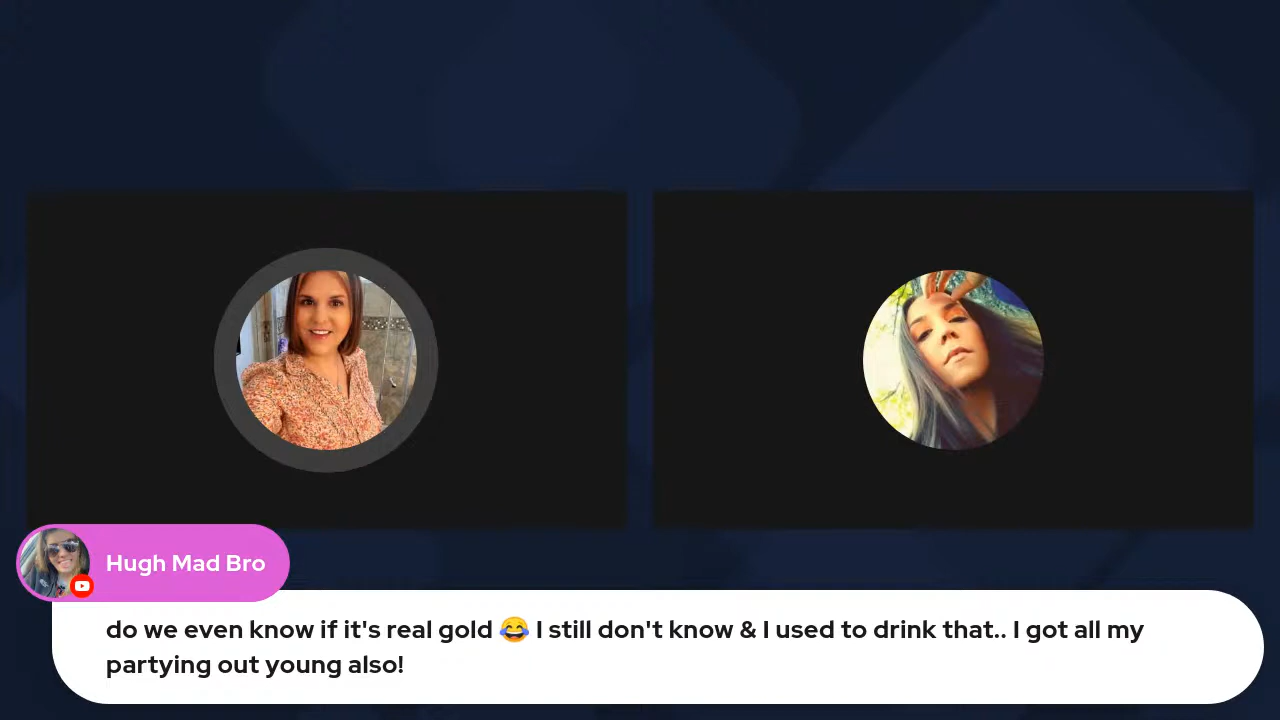 Hugh Mad Bro
do we even know if it's real gold 😂 I still don't know & I used to drink that.. I got all my
partying out young also!